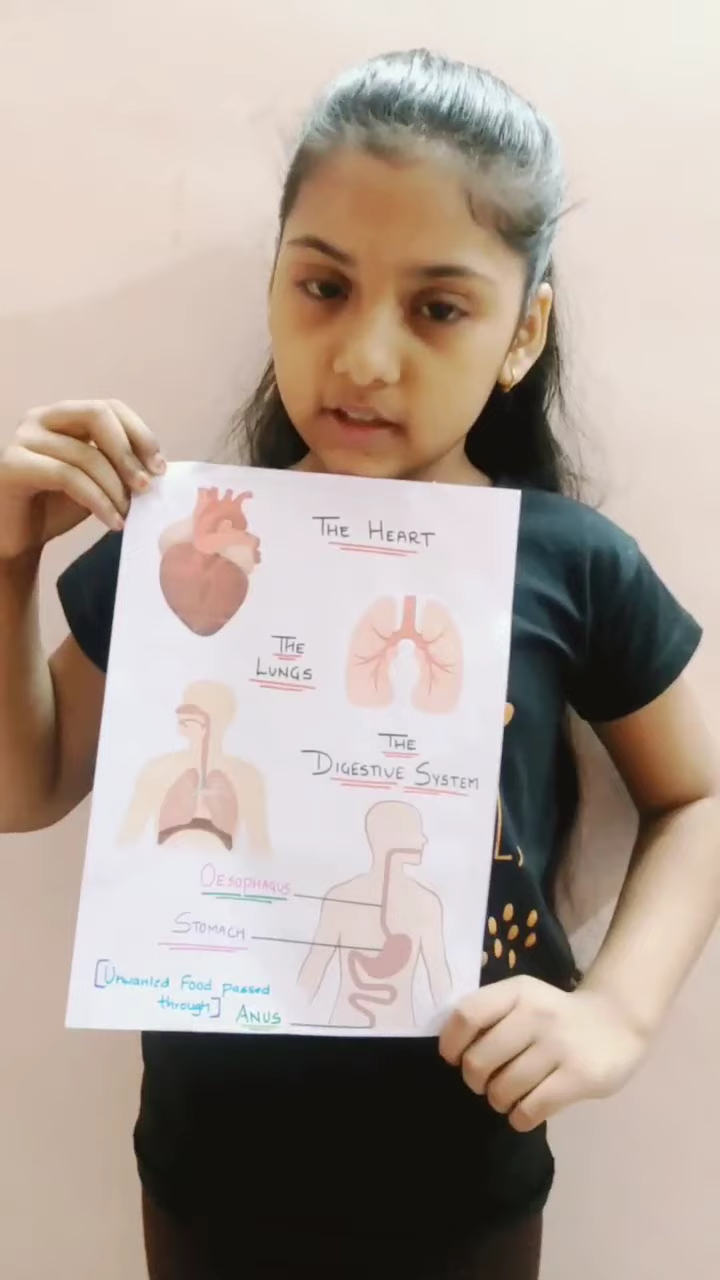 THE HEART
THE
LUNGS
THE
DIGESTIVE SYSTEM
OESOPHAGUS
STOMACH
[Unwanted Food passed
through]
ANUS